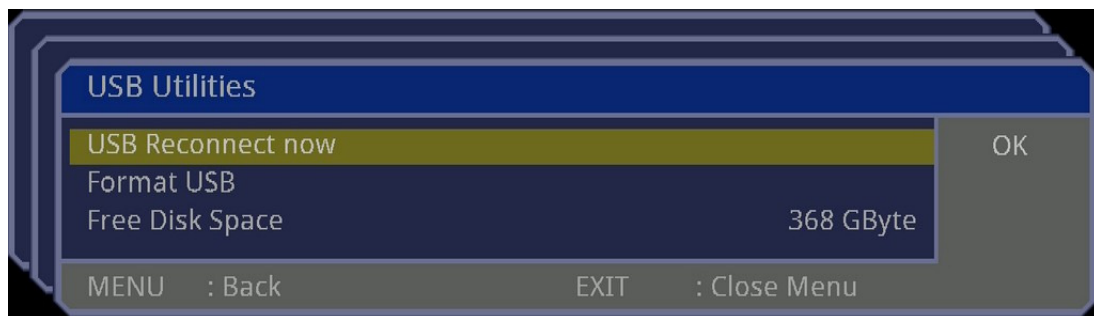 USB Utilities
USB Reconnect now OK
Format USB
Free Disk Space 368 GByte
MENU : Back EXIT : Close Menu